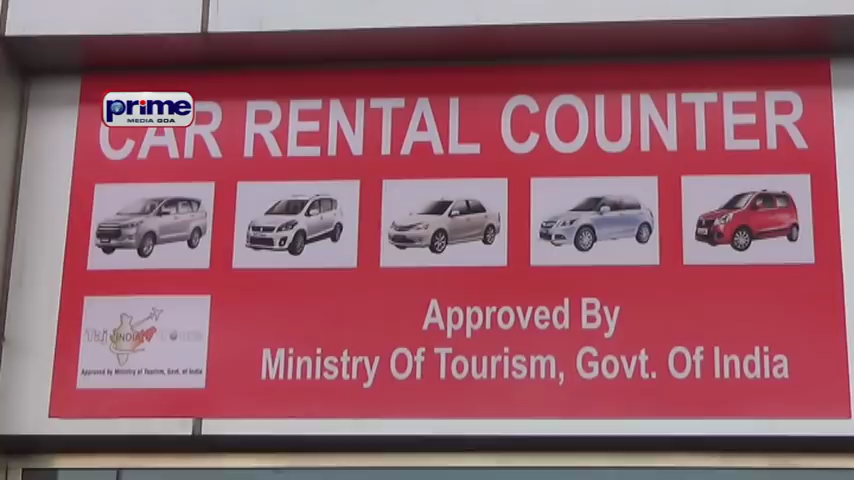 prime
MEDIA GOA
CAR RENTAL COUNTER
Approved By
Ministry Of Tourism, Govt. Of India
INDIA
Approved by Ministry of Tourism, Govt. of India